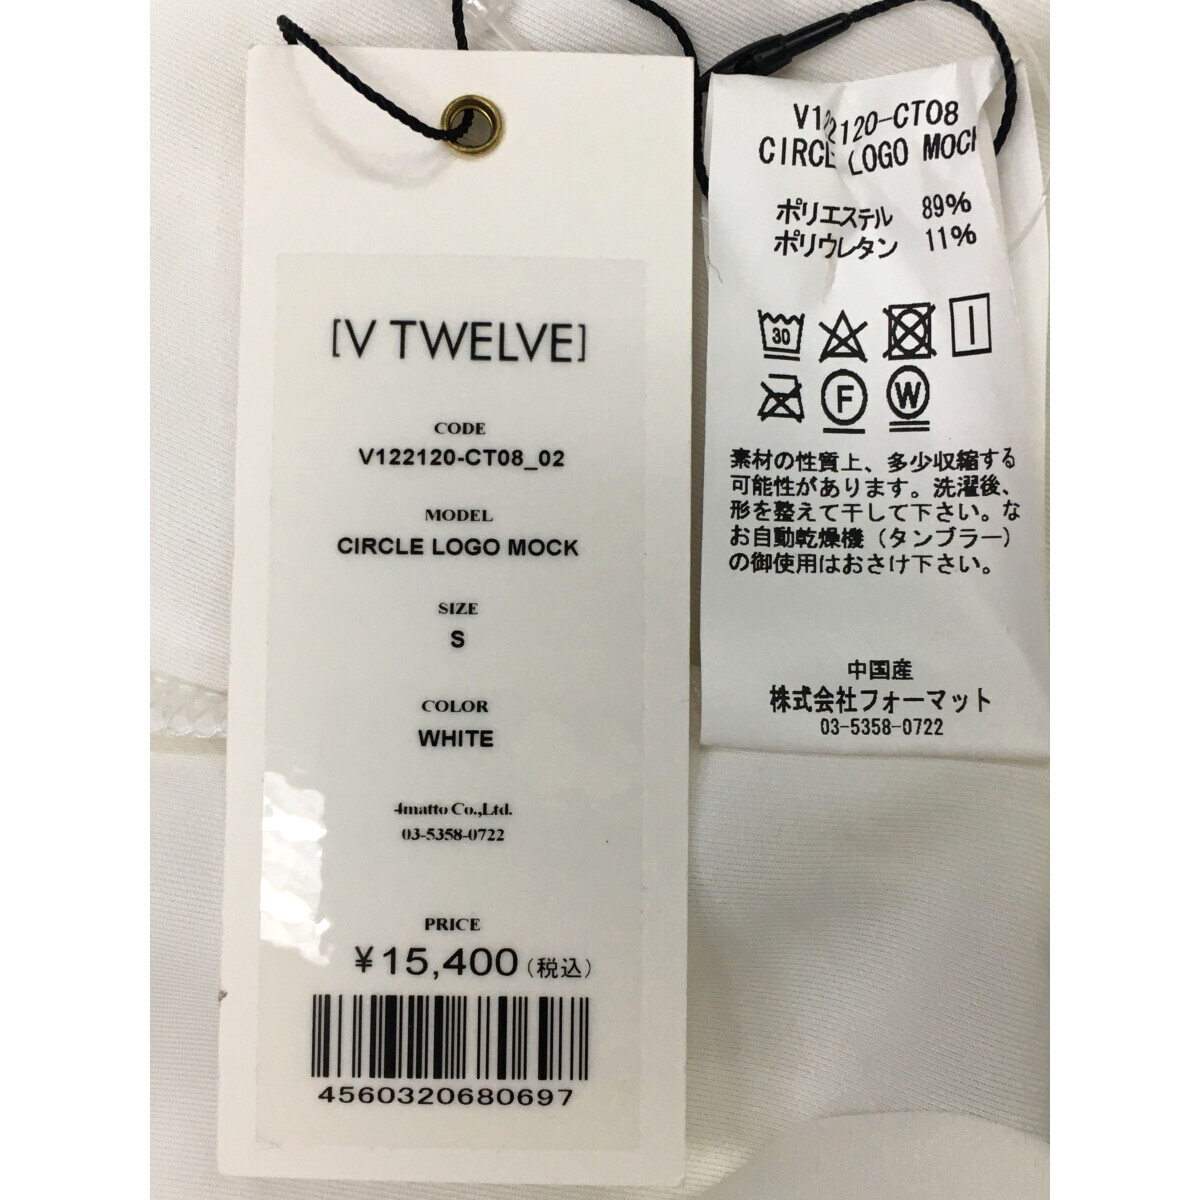 [V TWELVE]
CODE
V122120-CT08_02
MODEL
CIRCLE LOGO MOCK
SIZE
S
COLOR
WHITE
4matto Co.,Ltd.
03-5358-0722
PRICE
¥15,400(税込)
4560320680697
V122120-CT08
CIRCLE LOGO MOCK
ポリエステル 89%
ポリウレタン 11%
30
F
W
素材の性質上、多少収縮する
可能性があります。洗濯後、
形を整えて干して下さい。な
お自動乾燥機(タンブラー)
の御使用はおさけ下さい。
中国産
株式会社フォーマット
03-5358-0722